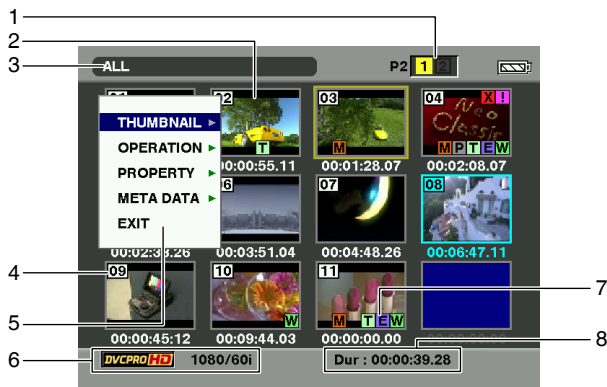 1
2
3
ALL
P2 1 2
02
T
00:00:55.11
03
M
00:01:28.07
04
X !
Neo
Classic
M P T E W
00:02:08.07
THUMBNAIL
OPERATION
PROPERTY
META DATA
EXIT
00:03:51.04
07
00:04:48.26
08
00:06:47.11
4
09
00:00:45:12
10
W
00:09:44.03
11
M T E W
00:00:00.00
5
7
8
6
DVCPRO HD 1080/60i
Dur : 00:00:39.28